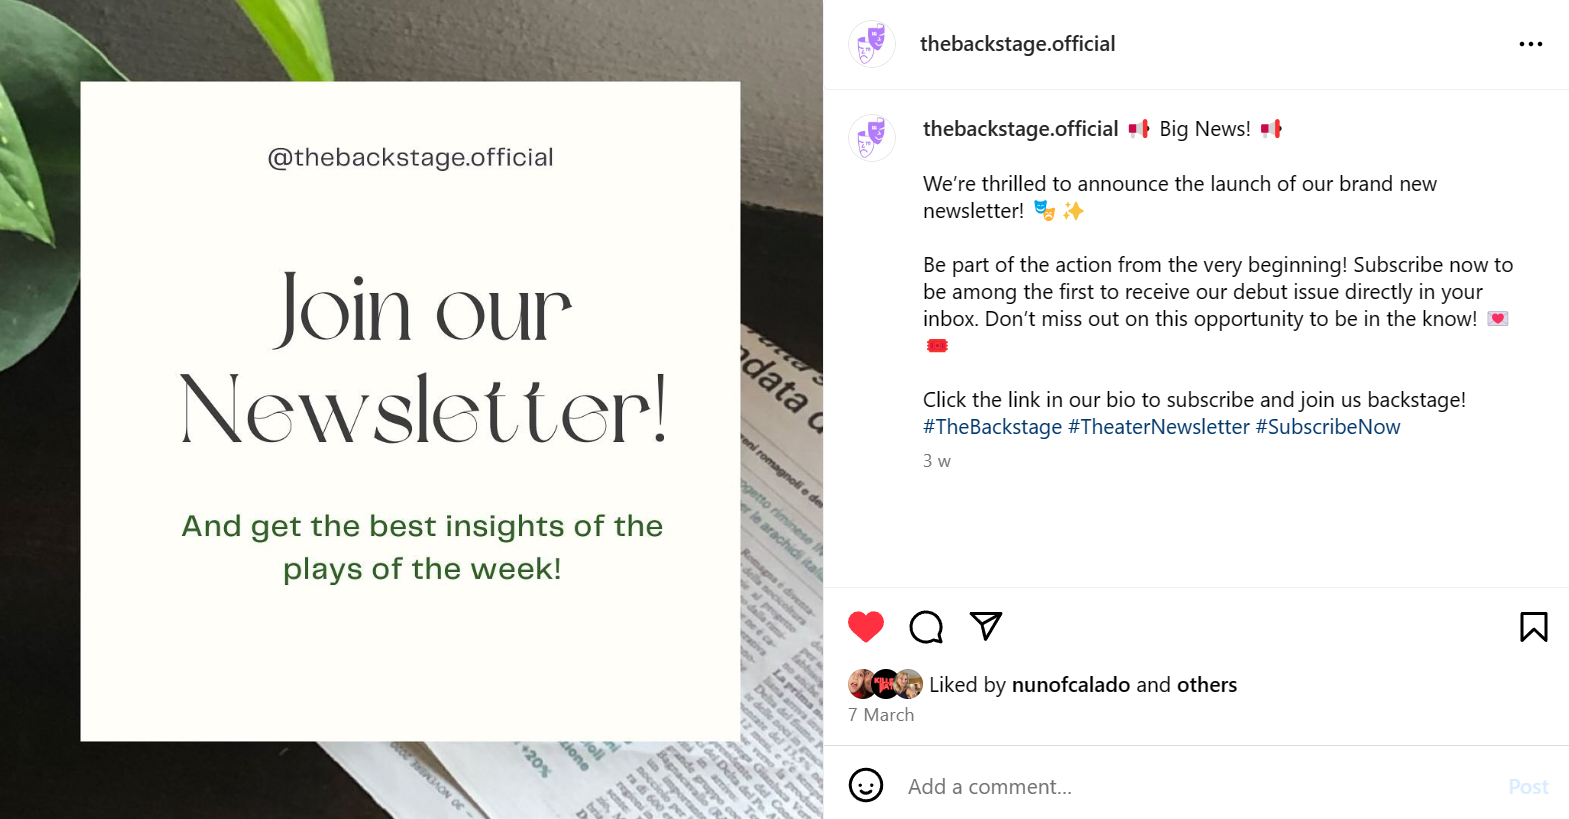 @thebackstage.official
Join our
Newsletter!
And get the best insights of the
plays of the week!
ndata d
+20%
thebackstage.official
thebackstage.official 📢 Big News! 📢
We’re thrilled to announce the launch of our brand new
newsletter! 🎭 ✨
Be part of the action from the very beginning! Subscribe now to
be among the first to receive our debut issue directly in your
inbox. Don’t miss out on this opportunity to be in the know! 💌
🎟️
Click the link in our bio to subscribe and join us backstage!
#TheBackstage #TheaterNewsletter #SubscribeNow
3 w
Liked by nunofcalado and others
7 March
Add a comment...
Post